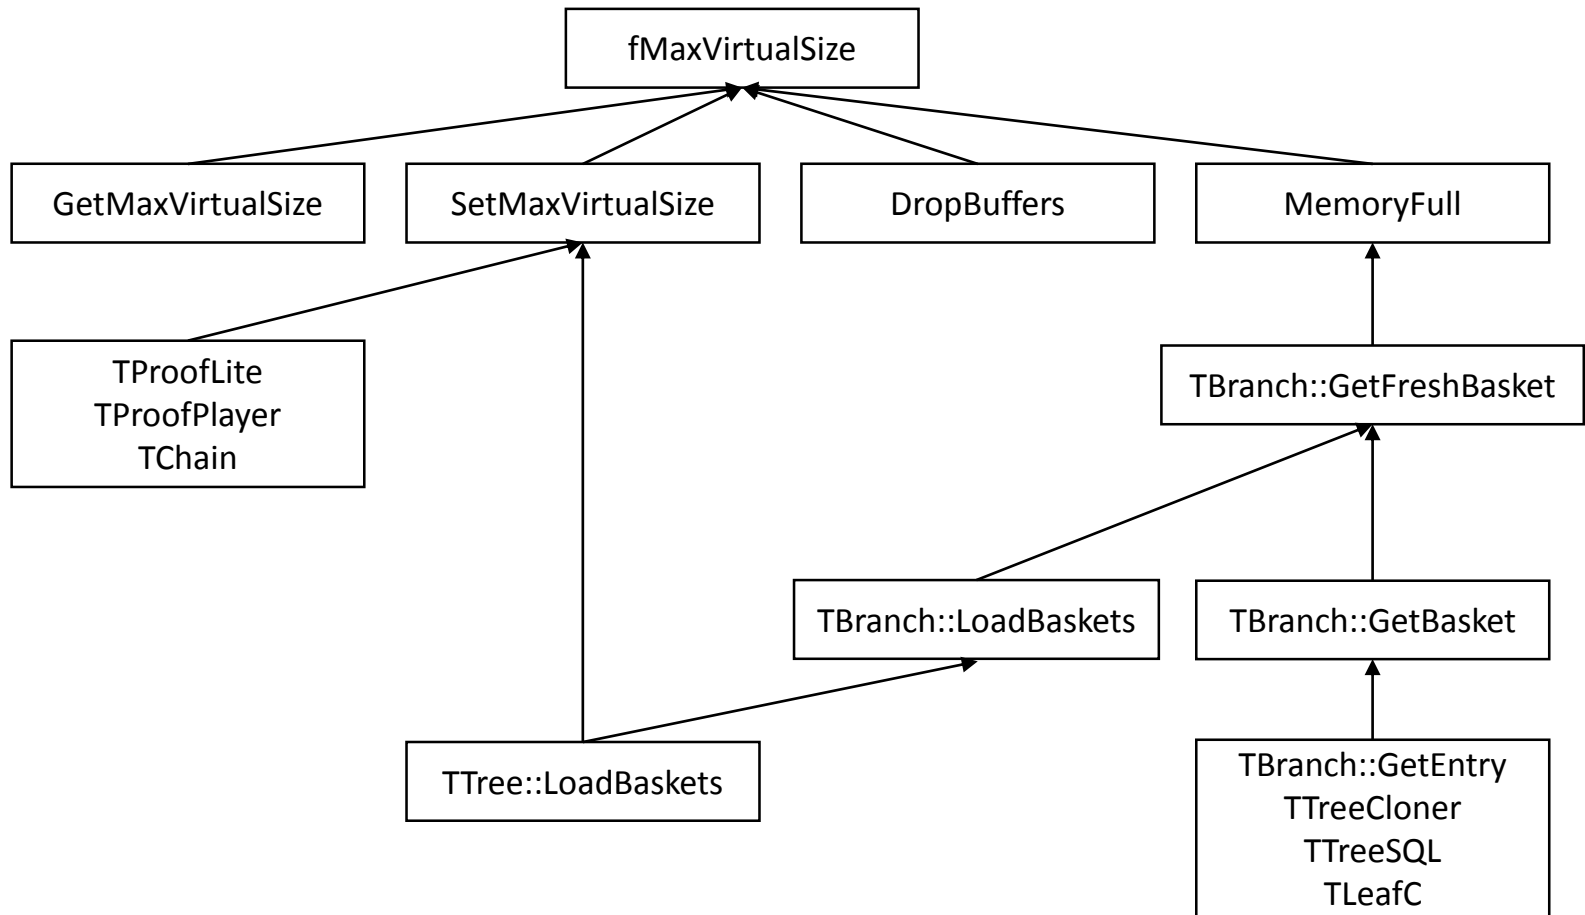 fMaxVirtualSize
GetMaxVirtualSize
SetMaxVirtualSize
DropBuffers
MemoryFull
TProofLite
TProofPlayer
TChain
TBranch::GetFreshBasket
TBranch::LoadBaskets
TBranch::GetBasket
TTree::LoadBaskets
TBranch::GetEntry
TTreeCloner
TTreeSQL
TLeafC